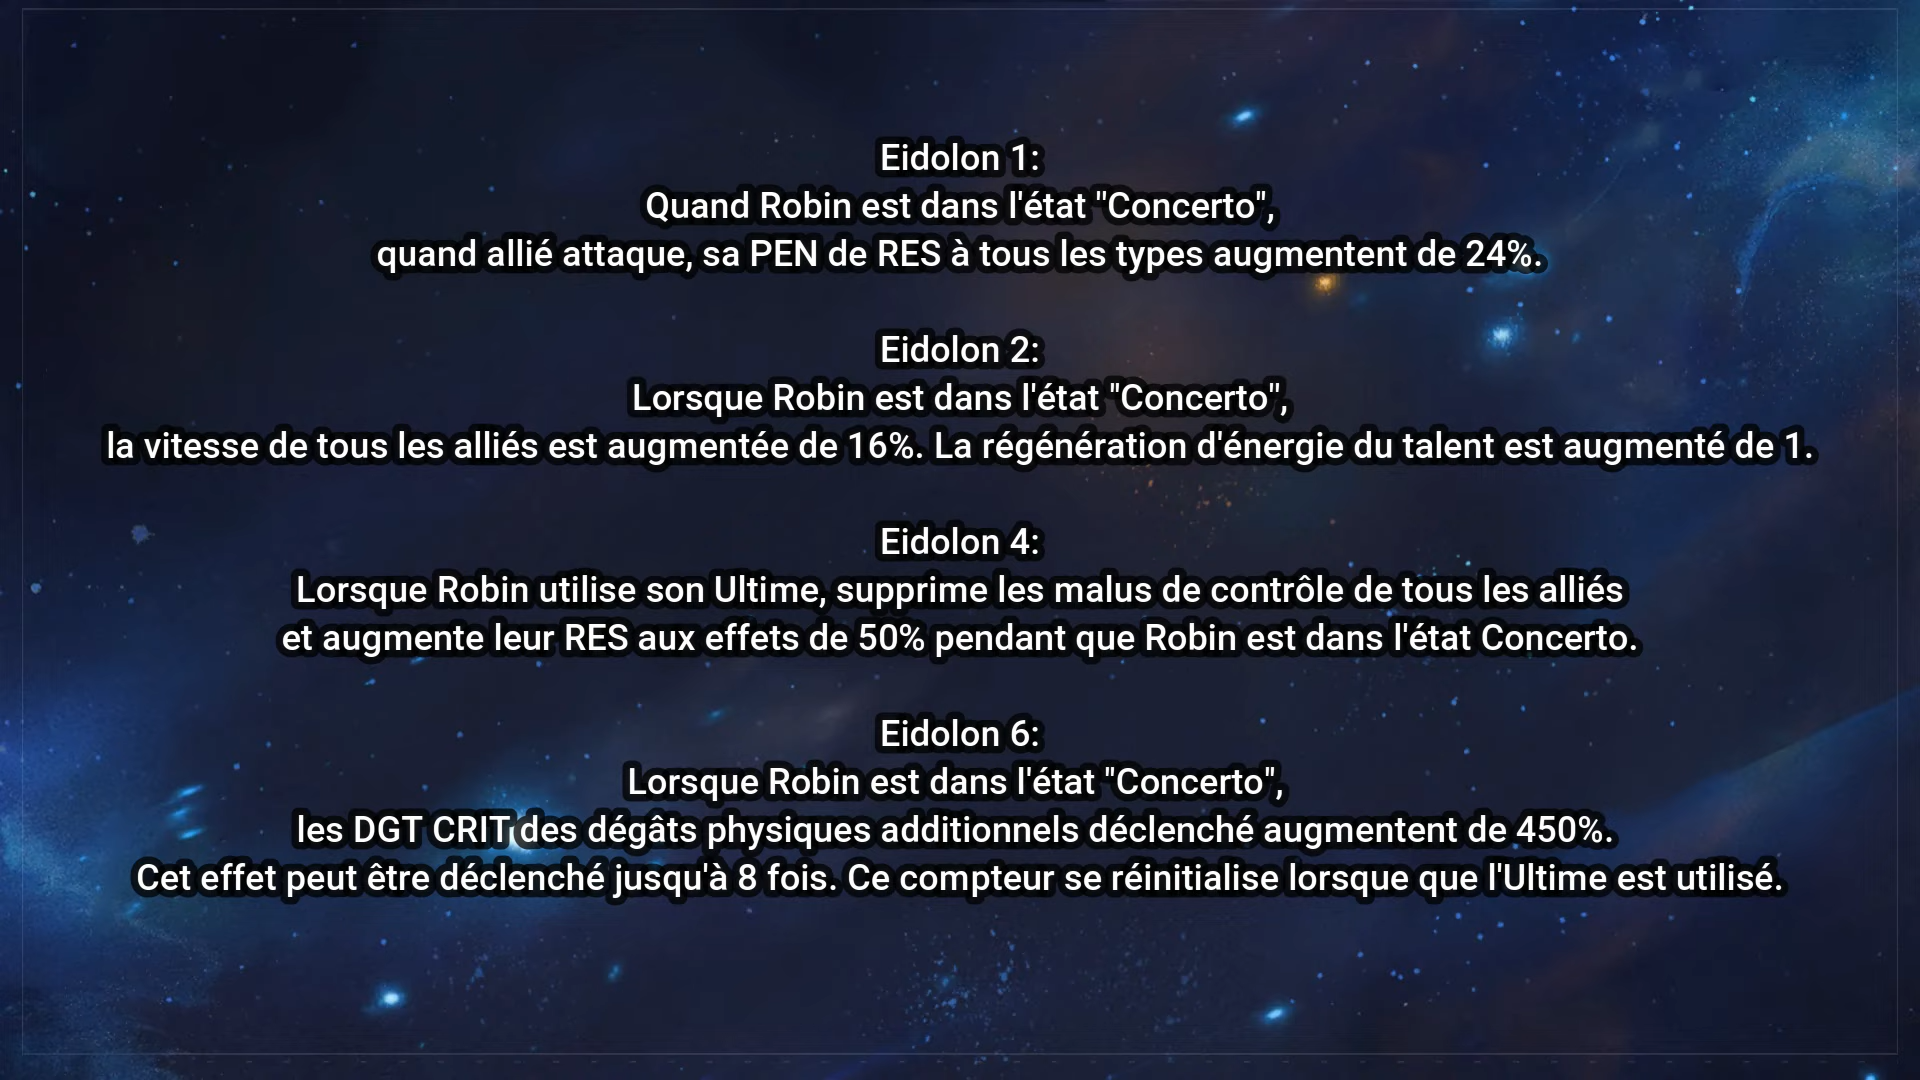 Eidolon 1:
Quand Robin est dans l'état "Concerto",
quand allié attaque, sa PEN de RES à tous les types augmentent de 24%.
Eidolon 2:
Lorsque Robin est dans l'état "Concerto",
la vitesse de tous les alliés est augmentée de 16%. La régénération d'énergie du talent est augmenté de 1.
Eidolon 4:
Lorsque Robin utilise son Ultime, supprime les malus de contrôle de tous les alliés
et augmente leur RES aux effets de 50% pendant que Robin est dans l'état Concerto.
Eidolon 6:
Lorsque Robin est dans l'état "Concerto",
les DGT CRIT des dégâts physiques additionnels déclenché augmentent de 450%.
Cet effet peut être déclenché jusqu'à 8 fois. Ce compteur se réinitialise lorsque que l'Ultime est utilisé.